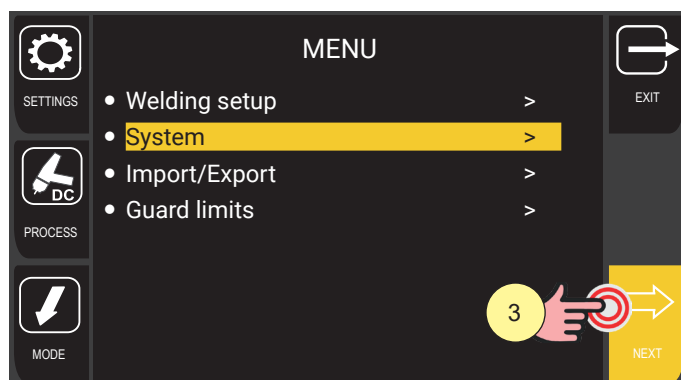 MENU
SETTINGS
• Welding setup >
EXIT
• System >
• Import/Export >
DC
• Guard limits >
PROCESS
3
MODE
NEXT